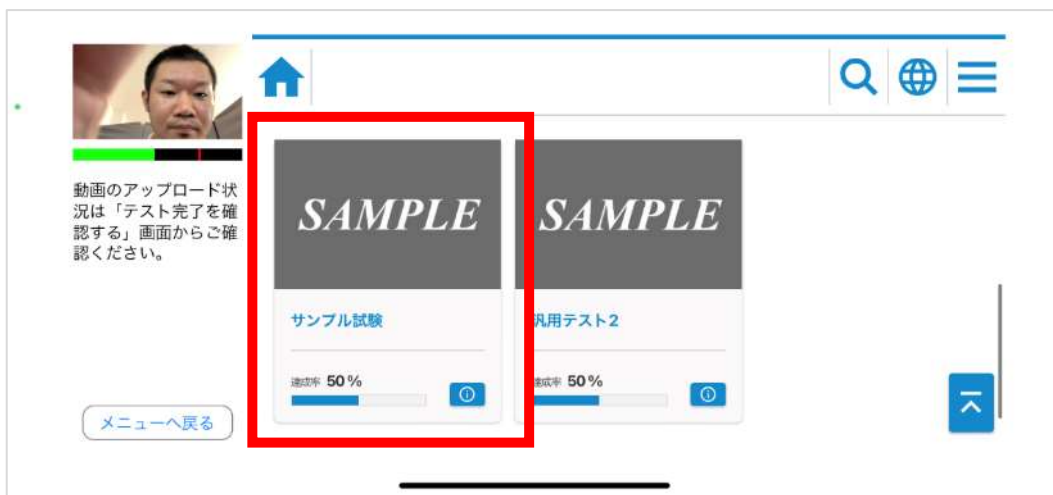 動画のアップロード状
況は「テスト完了を確
認する」画面からご確
認ください。
メニューへ戻る
SAMPLE
サンプル試験
達成率 50%
SAMPLE
汎用テスト2
達成率 50%